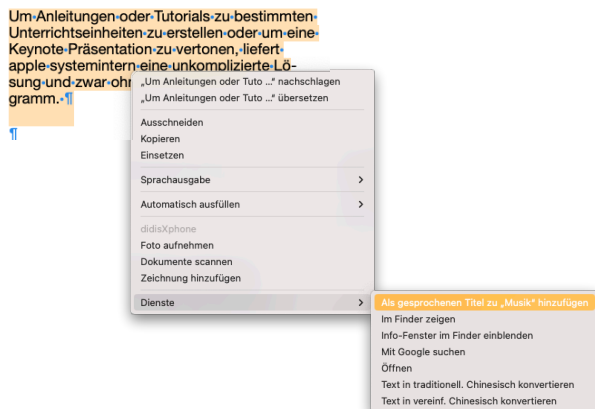 Um Anleitungen oder Tutorials zu bestimmten
Unterrichtseinheiten zu erstellen oder um eine
Keynote Präsentation zu vertonen, liefert
apple systemintern eine unkomplizierte Lö-
sung und zwar ohn
gramm. ¶
¶
„Um Anleitungen oder Tuto ...“ nachschlagen
„Um Anleitungen oder Tuto ...“ übersetzen
Ausschneiden
Kopieren
Einsetzen
Sprachausgabe
Automatisch ausfüllen
didisXphone
Foto aufnehmen
Dokumente scannen
Zeichnung hinzufügen
Dienste
Als gesprochenen Titel zu „Musik“ hinzufügen
Im Finder zeigen
Info-Fenster im Finder einblenden
Mit Google suchen
Öffnen
Text in traditionell. Chinesisch konvertieren
Text in vereinf. Chinesisch konvertieren